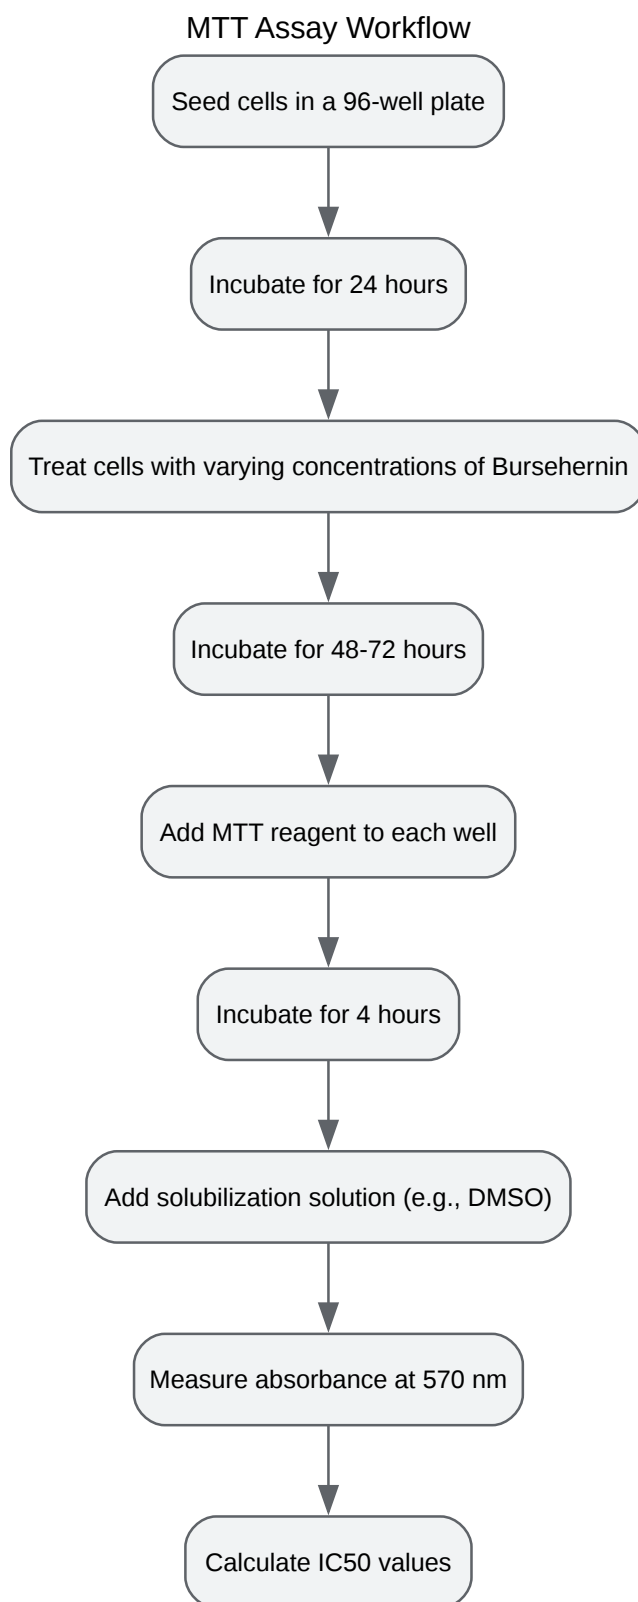 MTT Assay Workflow
Seed cells in a 96-well plate
Incubate for 24 hours
Treat cells with varying concentrations of Bursehernin
Incubate for 48-72 hours
Add MTT reagent to each well
Incubate for 4 hours
Add solubilization solution (e.g., DMSO)
Measure absorbance at 570 nm
Calculate IC50 values